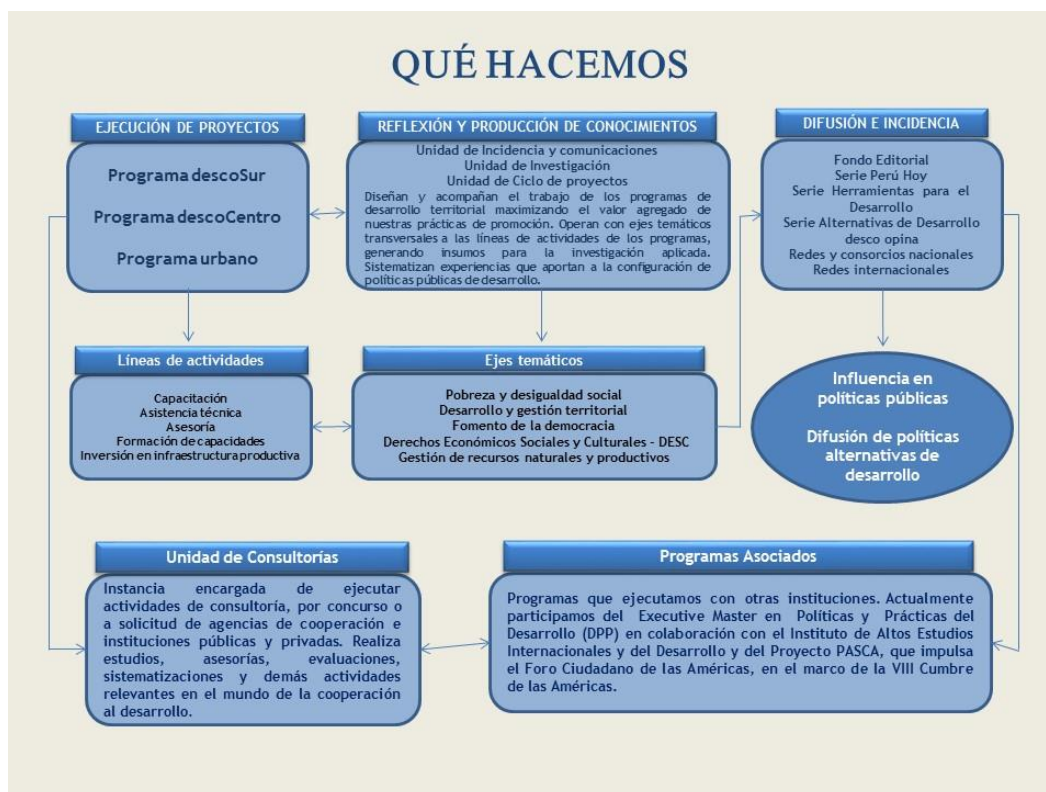 QUÉ HACEMOS
EJECUCIÓN DE PROYECTOS
Programa descoSur
Programa descoCentro
Programa urbano
REFLEXIÓN Y PRODUCCIÓN DE CONOCIMIENTOS
Unidad de Incidencia y comunicaciones
Unidad de Investigación
Unidad de Ciclo de proyectos
Diseñan y acompañan el trabajo de los programas de
desarrollo territorial maximizando el valor agregado de
nuestras prácticas de promoción. Operan con ejes temáticos
transversales a las líneas de actividades de los programas,
generando insumos para la investigación aplicada.
Sistematizan experiencias que aportan a la configuración de
políticas públicas de desarrollo.
DIFUSIÓN E INCIDENCIA
Fondo Editorial
Serie Perú Hoy
Serie Herramientas para el
Desarrollo
Serie Alternativas de Desarrollo
desco opina
Redes y consorcios nacionales
Redes internacionales
Líneas de actividades
Capacitación
Asistencia técnica
Asesoría
Formación de capacidades
Inversión en infraestructura productiva
Ejes temáticos
Pobreza y desigualdad social
Desarrollo y gestión territorial
Fomento de la democracia
Derechos Económicos Sociales y Culturales - DESC
Gestión de recursos naturales y productivos
Influencia en
políticas públicas
Difusión de políticas
alternativas de
desarrollo
Unidad de Consultorías
Instancia encargada de ejecutar
actividades de consultoría, por concurso o
a solicitud de agencias de cooperación e
instituciones públicas y privadas. Realiza
estudios, asesorías, evaluaciones,
sistematizaciones y demás actividades
relevantes en el mundo de la cooperación
al desarrollo.
Programas Asociados
Programas que ejecutamos con otras instituciones. Actualmente
participamos del Executive Master en Políticas y Prácticas del
Desarrollo (DPP) en colaboración con el Instituto de Altos Estudios
Internacionales y del Desarrollo y del Proyecto PASCA, que impulsa
el Foro Ciudadano de las Américas, en el marco de la VIII Cumbre
de las Américas.